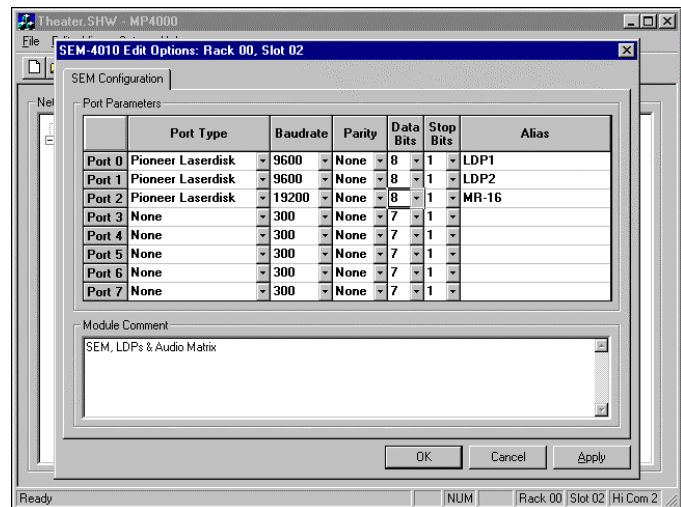 Theater.SHW - MP4000
File
SEM-4010 Edit Options: Rack 00, Slot 02
SEM Configuration
Port Parameters
Port Type Baudrate Parity Data Bits Stop Bits Alias
Port 0 Pioneer Laserdisk 9600 None 8 1 LDP1
Port 1 Pioneer Laserdisk 9600 None 8 1 LDP2
Port 2 Pioneer Laserdisk 19200 None 8 1 MR-16
Port 3 None 300 None 7 1
Port 4 None 300 None 7 1
Port 5 None 300 None 7 1
Port 6 None 300 None 7 1
Port 7 None 300 None 7 1
Module Comment
SEM, LDPs & Audio Matrix
OK Cancel Apply
Ready NUM Rack 00 Slot 02 Hi Com 2